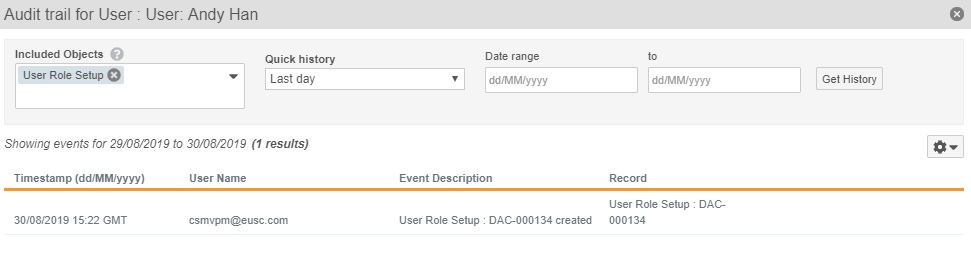 Audit trail for User : User: Andy Han
Included Objects ?
User Role Setup
Quick history
Last day
Date range
dd/MM/yyyy
to
dd/MM/yyyy
Get History
Showing events for 29/08/2019 to 30/08/2019 (1 results)
Timestamp (dd/MM/yyyy) User Name Event Description Record
30/08/2019 15:22 GMT csmvpm@eusc.com User Role Setup : DAC-000134 created
User Role Setup : DAC-
000134